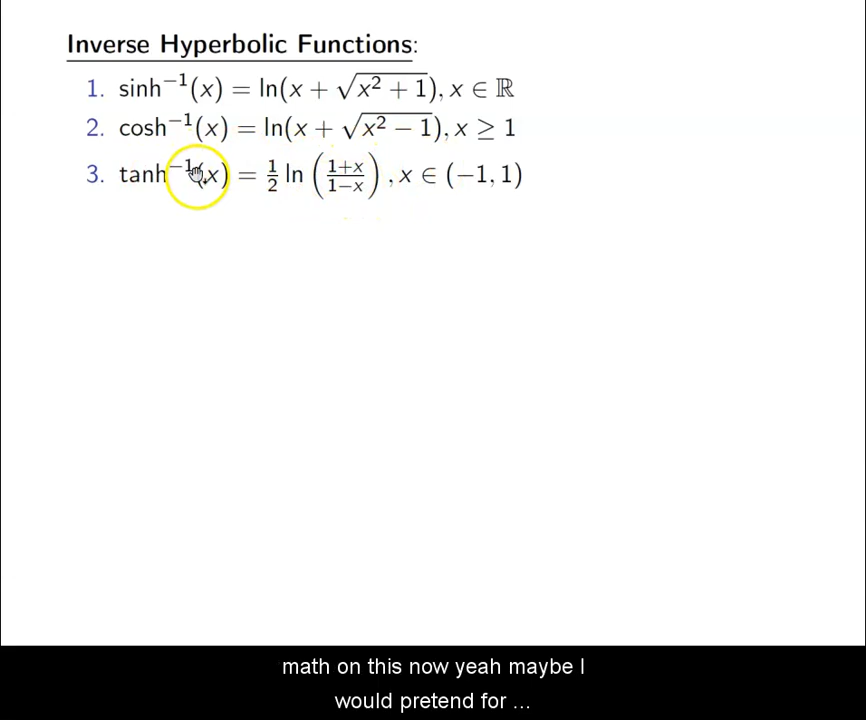 Inverse Hyperbolic Functions:
1. sinh⁻¹(x) = ln(x + √(x² + 1)), x ∈ ℝ
2. cosh⁻¹(x) = ln(x + √(x² − 1)), x ≥ 1
3. tanh⁻¹(x) = ½ ln ((1+x)/(1−x)), x ∈ (−1, 1)
math on this now yeah maybe I
would pretend for ...